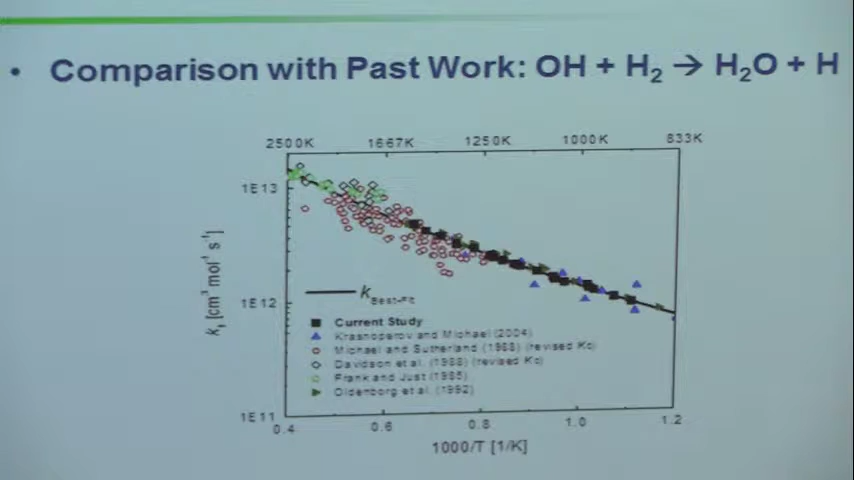 • Comparison with Past Work: OH + H₂ → H₂O + H
2500K 1667K 1250K 1000K 833K
1E13
1E12
1E11
k₁ [cm³ mol⁻¹ s⁻¹]
k Best-Fit
Current Study
Krasnoperov and Michael (2004)
Michael and Sutherland (1988) (revised Kc)
Davidson et al. (1988) (revised Kc)
Frank and Just (1985)
Oldenborg et al. (1992)
0.4 0.6 0.8 1.0 1.2
1000/T [1/K]